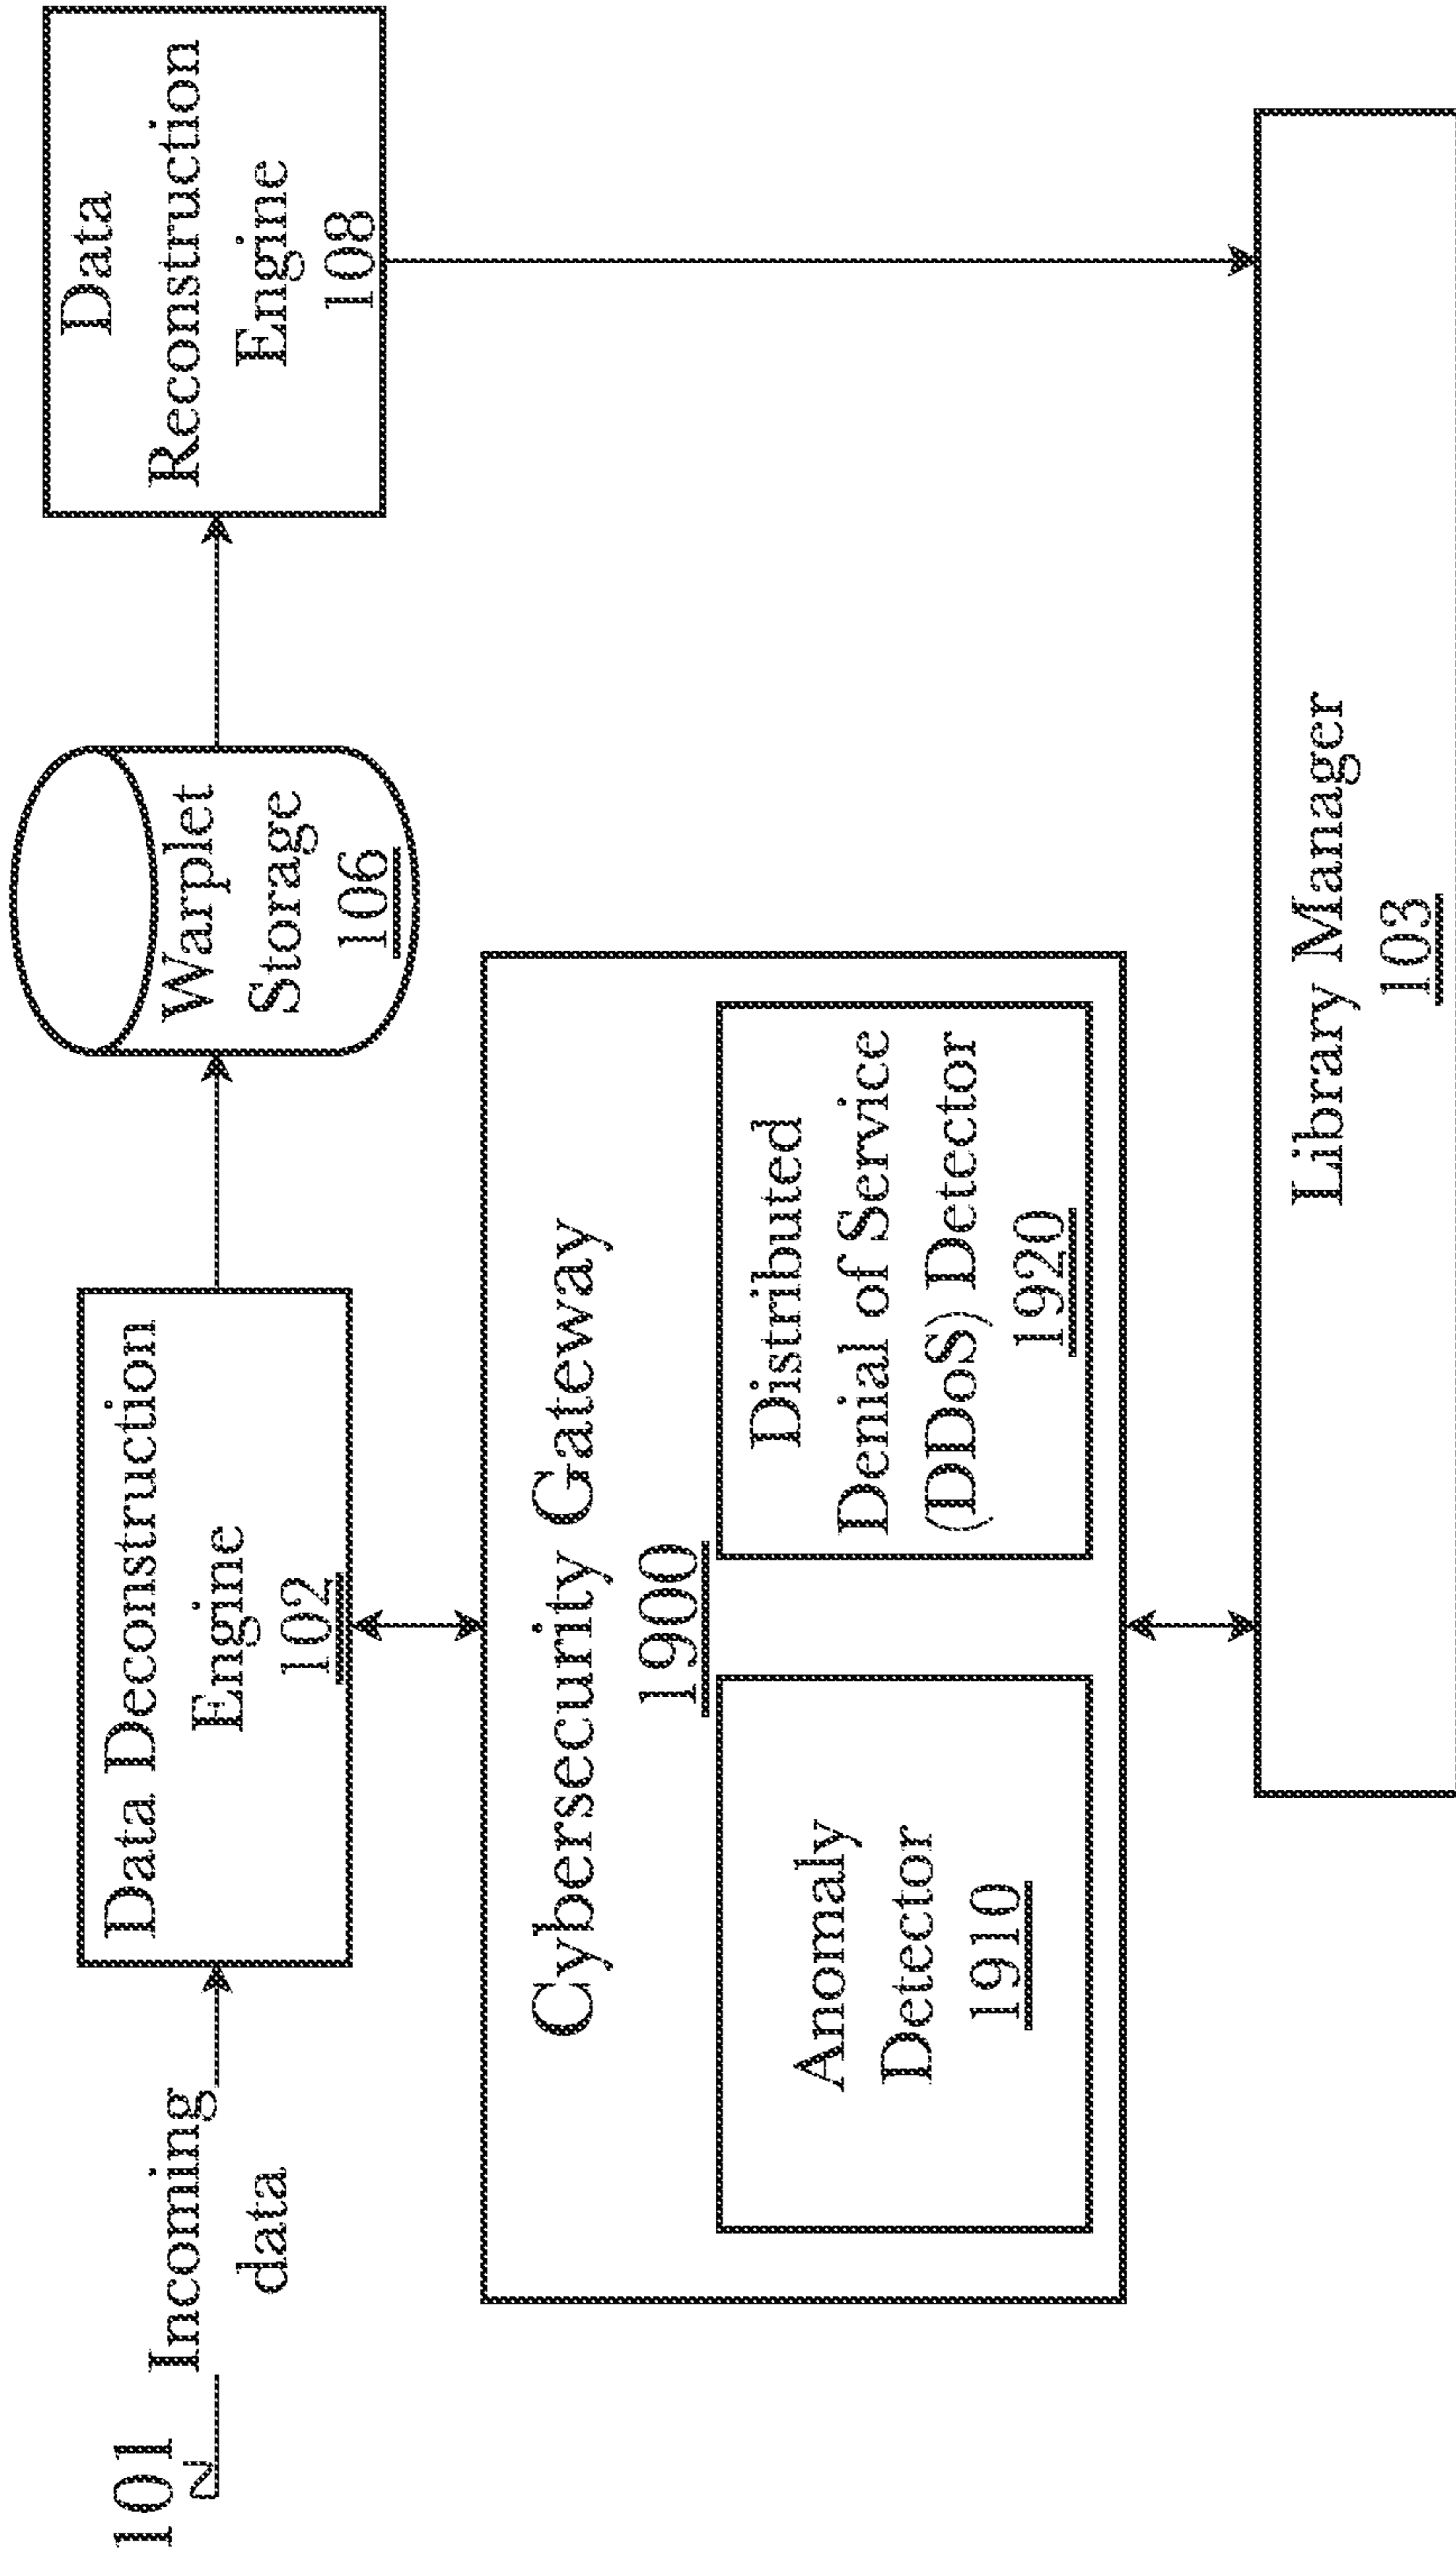 101
Incoming
data
Data Deconstruction
Engine
102
Warplet
Storage
106
Data
Reconstruction
Engine
108
Cybersecurity Gateway
1900
Anomaly
Detector
1910
Distributed
Denial of Service
(DDoS) Detector
1920
Library Manager
103